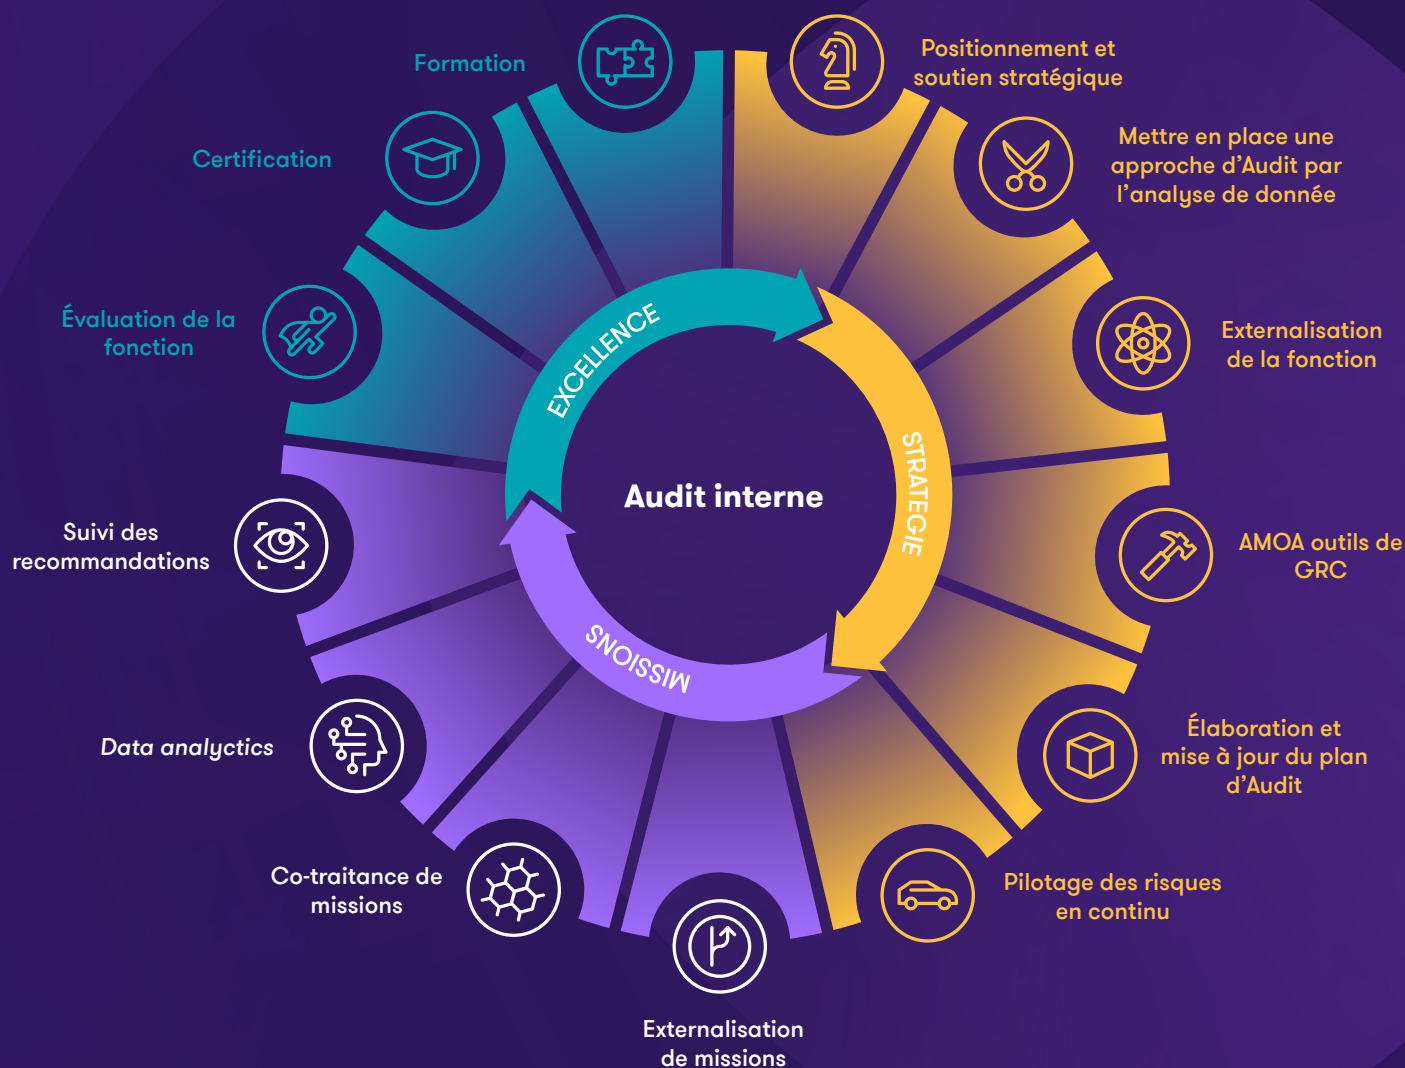 Formation
Positionnement et
soutien stratégique
Certification
Mettre en place une
approche d'Audit par
l'analyse de donnée
Évaluation de la
fonction
Externalisation
de la fonction
EXCELLENCE
STRATEGIE
MISSIONS
Audit interne
Suivi des
recommandations
AMOA outils de
GRC
Data analyctics
Élaboration et
mise à jour du plan
d'Audit
Co-traitance de
missions
Pilotage des risques
en continu
Externalisation
de missions